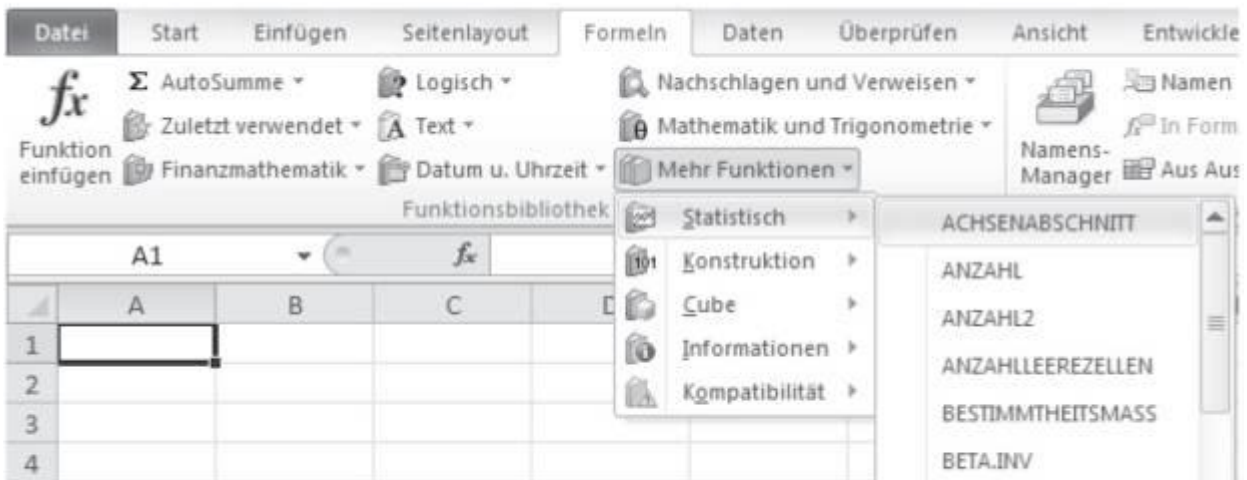 Datei Start Einfügen Seitenlayout Formeln Daten Überprüfen Ansicht Entwickle
fx Σ AutoSumme Logisch Nachschlagen und Verweisen Namen
Zuletzt verwendet A Text θ Mathematik und Trigonometrie In Form
Funktion einfügen Finanzmathematik Datum u. Uhrzeit Mehr Funktionen Namens-Manager Aus Aus
Funktionsbibliothek
A1 fx
A B C
1
2
3
4
Statistisch
Konstruktion
Cube
Informationen
Kompatibilität
ACHSENABSCHNITT
ANZAHL
ANZAHL2
ANZAHLLEEREZELLEN
BESTIMMTHEITSMASS
BETA.INV